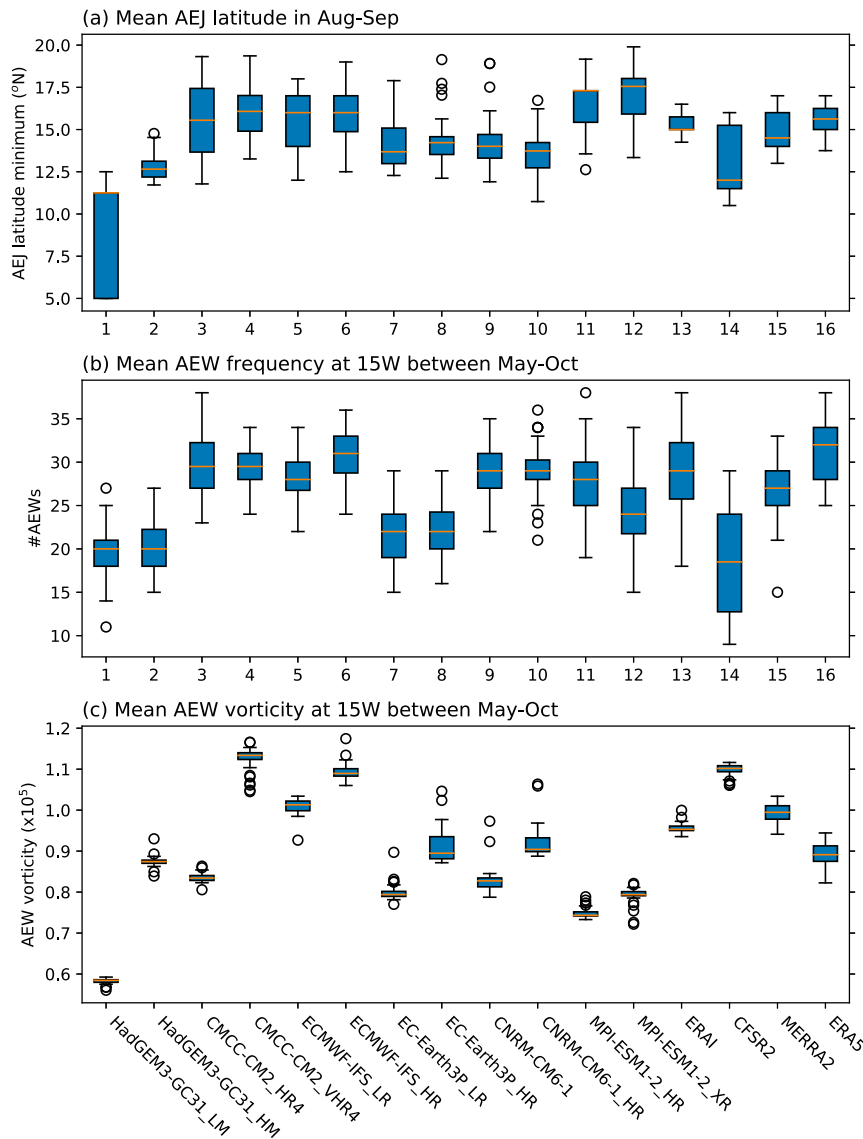 (a) Mean AEJ latitude in Aug-Sep
AEJ latitude minimum (°N)
20.0
17.5
15.0
12.5
10.0
7.5
5.0
1 2 3 4 5 6 7 8 9 10 11 12 13 14 15 16
(b) Mean AEW frequency at 15W between May-Oct
#AEWs
35
30
25
20
15
10
1 2 3 4 5 6 7 8 9 10 11 12 13 14 15 16
(c) Mean AEW vorticity at 15W between May-Oct
AEW vorticity (x10⁵)
1.2
1.1
1.0
0.9
0.8
0.7
0.6
HadGEM3-GC31_LM
HadGEM3-GC31_HM
CMCC-CM2_HR4
CMCC-CM2_VHR4
ECMWF-IFS_LR
ECMWF-IFS_HR
EC-Earth3P_LR
EC-Earth3P_HR
CNRM-CM6-1
CNRM-CM6-1_HR
MPI-ESM1-2_HR
MPI-ESM1-2_XR
ERAI
CFSR2
MERRA2
ERA5